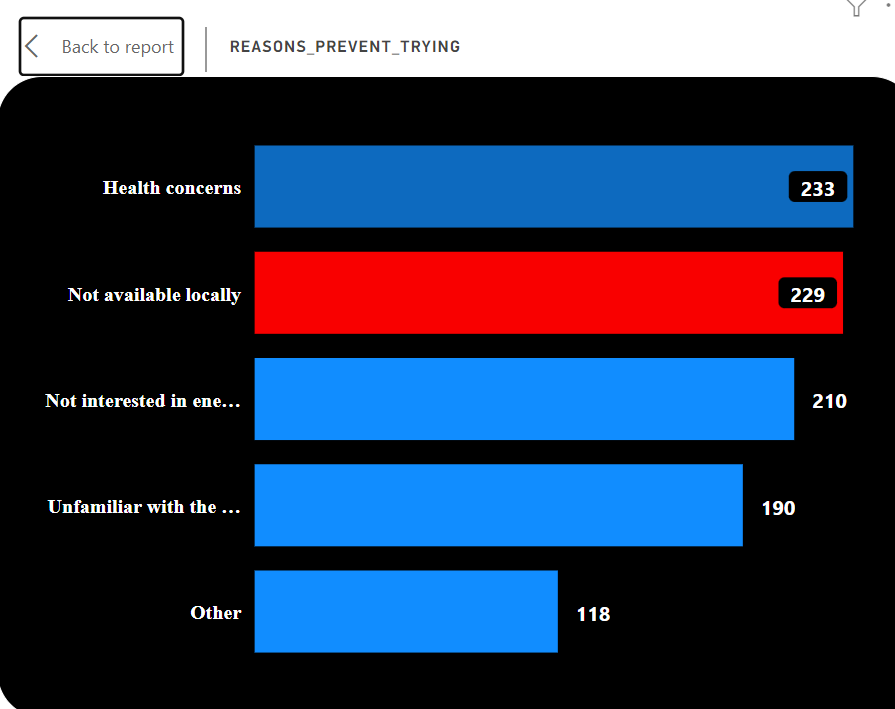 Back to report
REASONS_PREVENT_TRYING
Health concerns
233
Not available locally
229
Not interested in ene...
210
Unfamiliar with the ...
190
Other
118